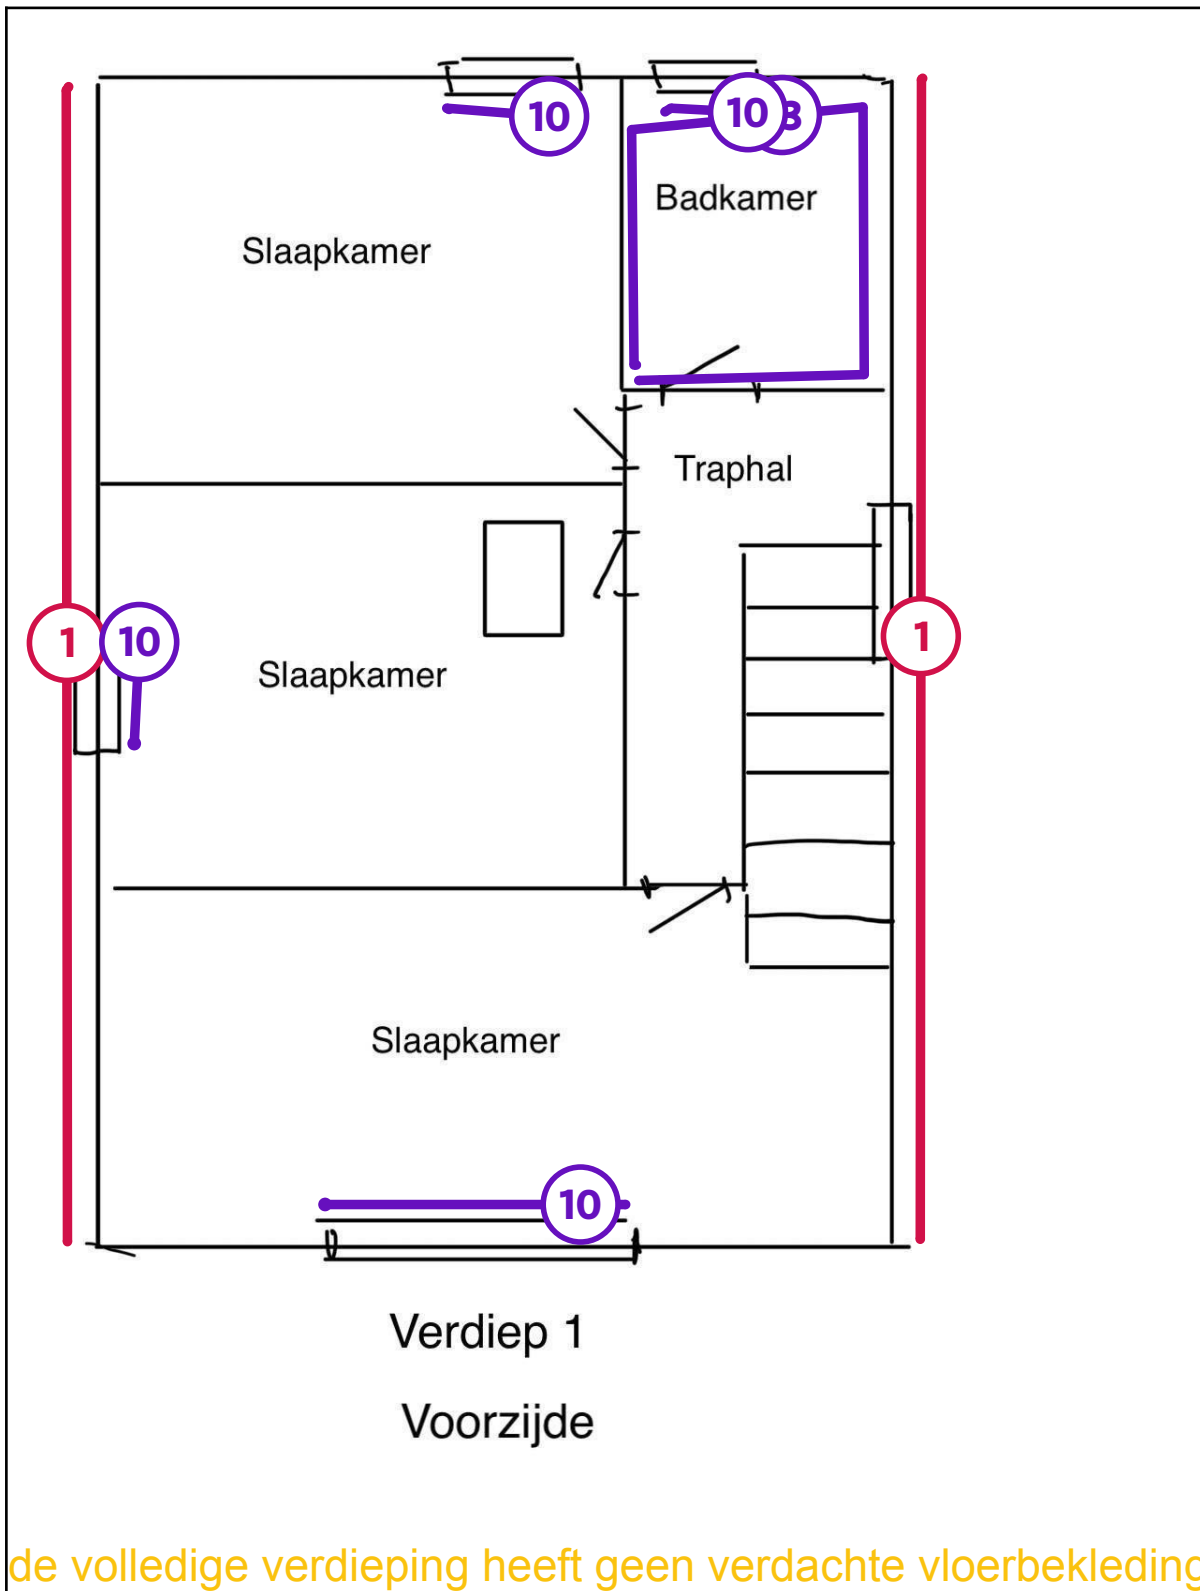 10
10 3
Badkamer
Slaapkamer
Traphal
1 10
1
Slaapkamer
Slaapkamer
10
Verdiep 1
Voorzijde
de volledige verdieping heeft geen verdachte vloerbekleding